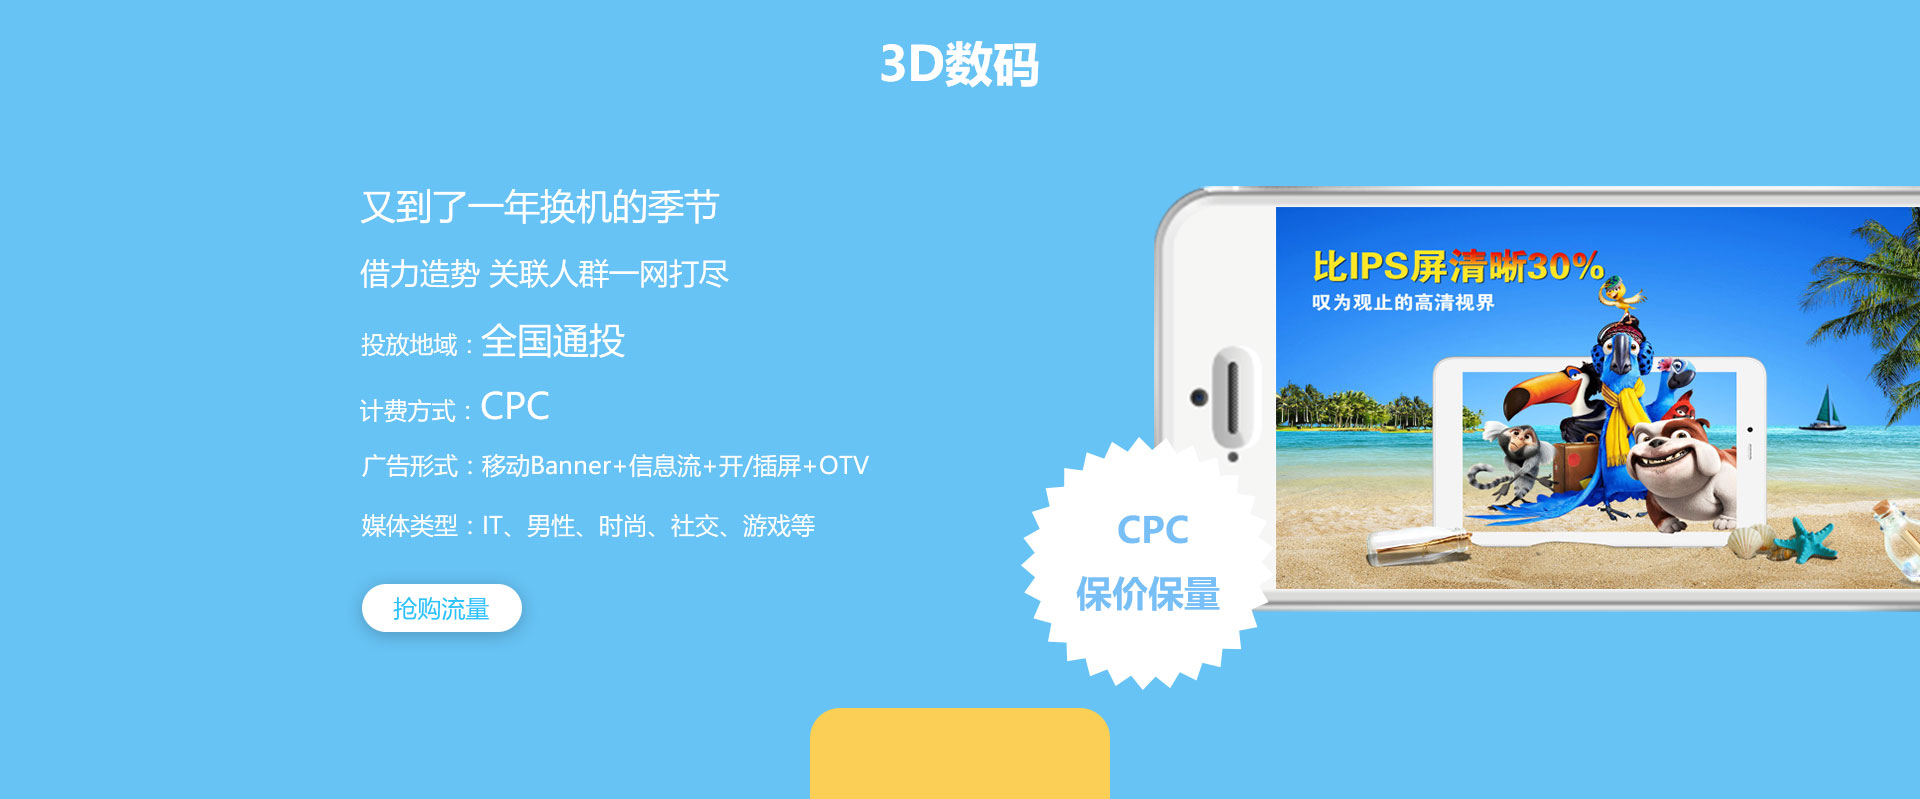 3D数码
又到了一年换机的季节
借力造势 关联人群一网打尽
投放地域：全国通投
计费方式：CPC
广告形式：移动Banner+信息流+开/插屏+OTV
媒体类型：IT、男性、时尚、社交、游戏等
抢购流量
比IPS屏清晰30%
叹为观止的高清视界
CPC
保价保量